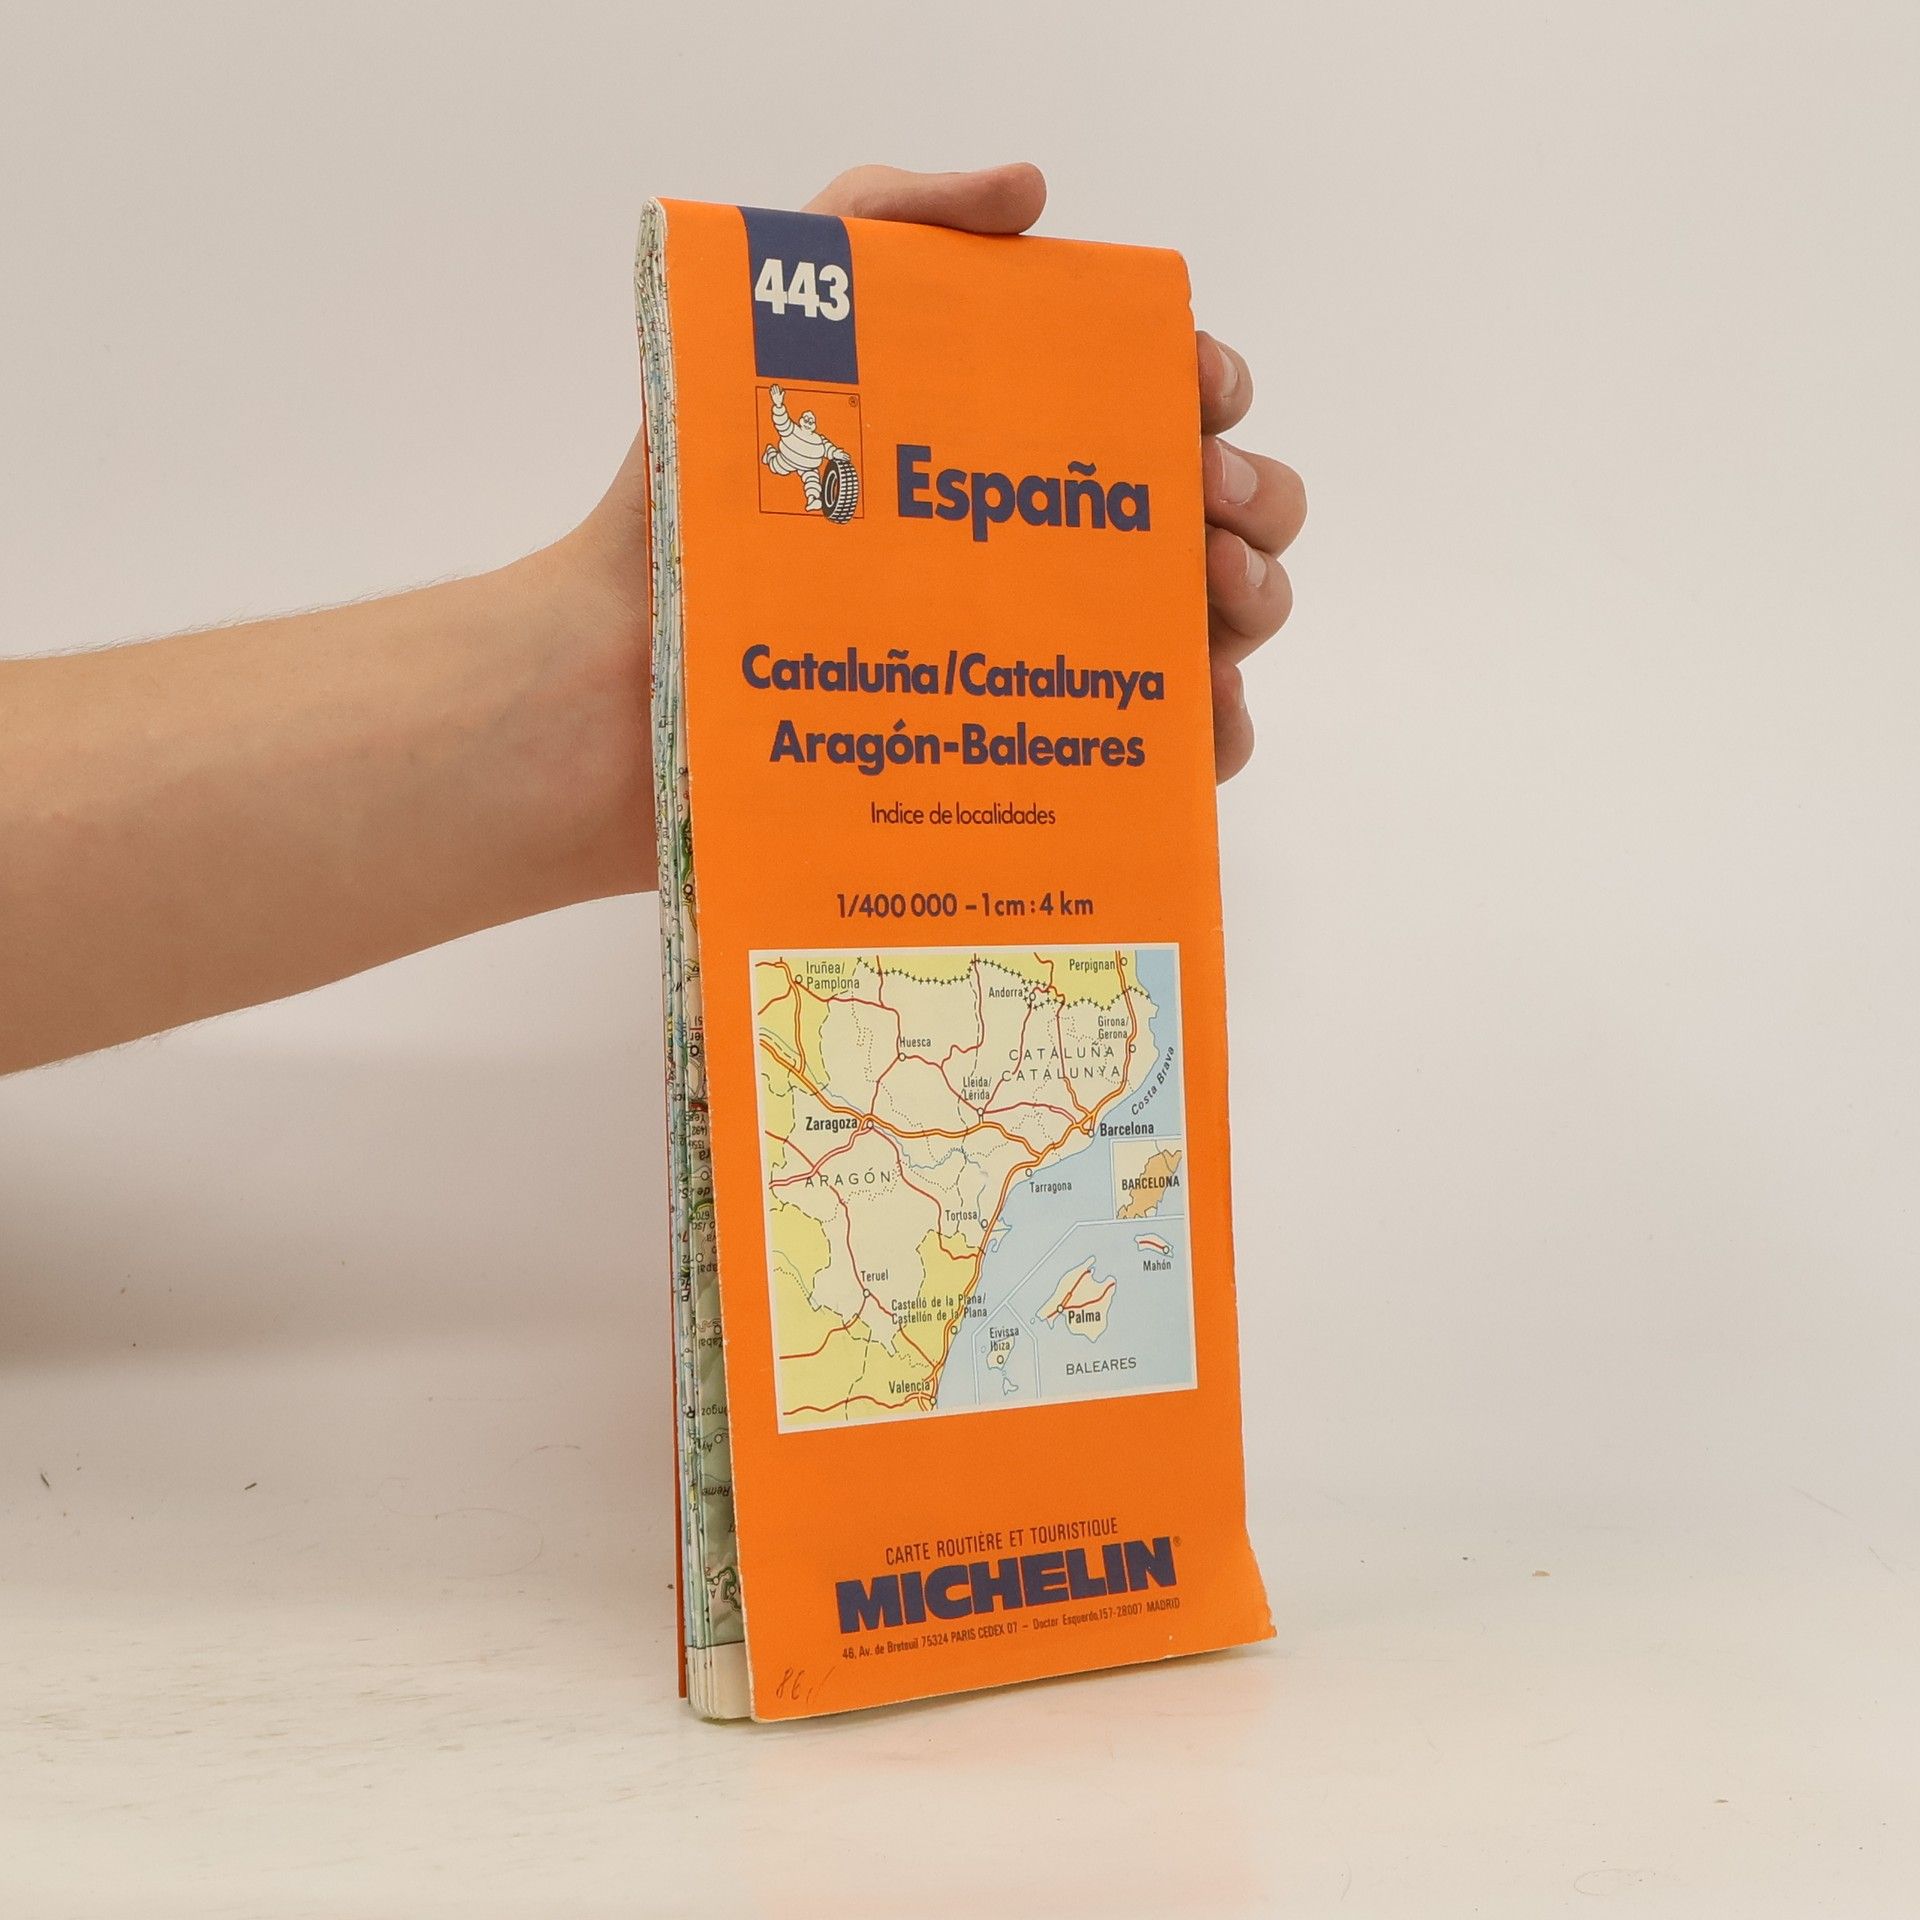 443
España
Cataluña/Catalunya
Aragón-Baleares
Indice de localidades
1/400 000 - 1 cm : 4 km
Iruñea/
Pamplona
Perpignan
Andorra
Girona/
Gerona
Huesca
CATALUÑA
CATALUNYA
Lleida/
Lérida
Costa Brava
Zaragoza
Barcelona
ARAGÓN
BARCELONA
Tarragona
Tortosa
Mahón
Teruel
Castelló de la Plana/
Castellón de la Plana
Palma
Eivissa
Ibiza
BALEARES
Valencia
CARTE ROUTIÈRE ET TOURISTIQUE
MICHELIN®
46, Av. de Breteuil 75324 PARIS CEDEX 07 - Doctor Esquerdo, 157-28007 MADRID